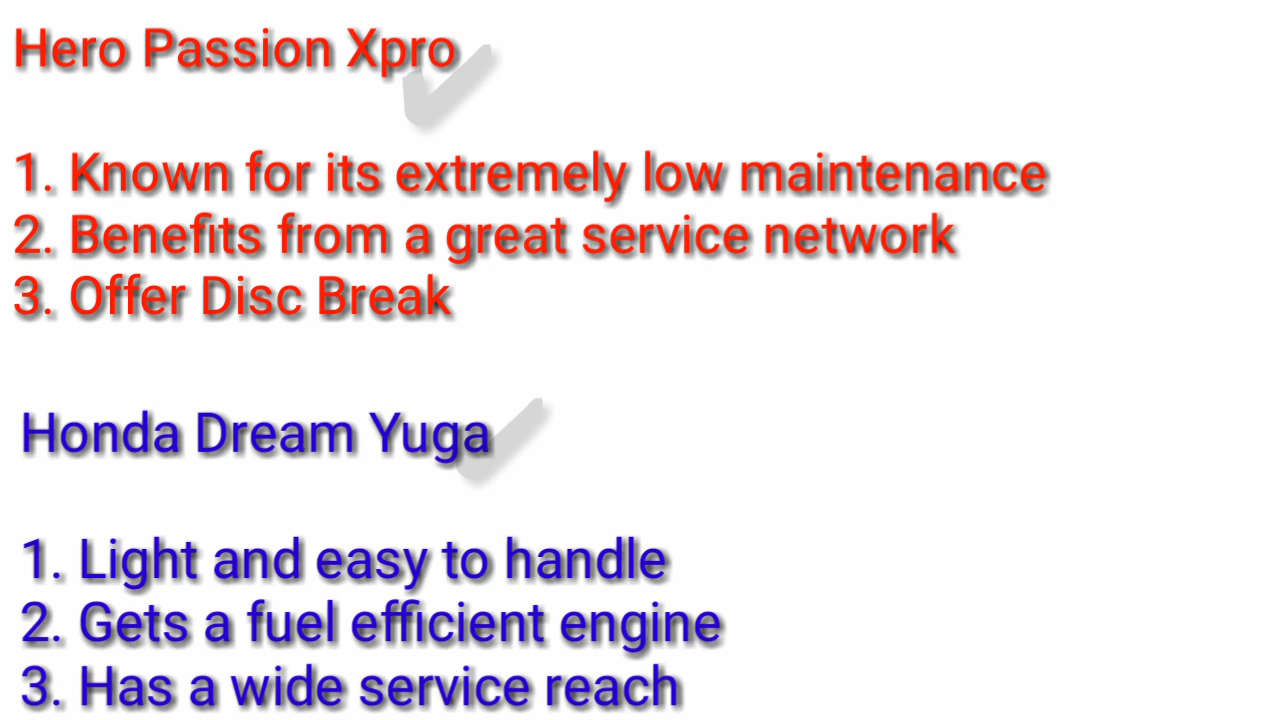 Hero Passion Xpro
1. Known for its extremely low maintenance
2. Benefits from a great service network
3. Offer Disc Break
Honda Dream Yuga
1. Light and easy to handle
2. Gets a fuel efficient engine
3. Has a wide service reach